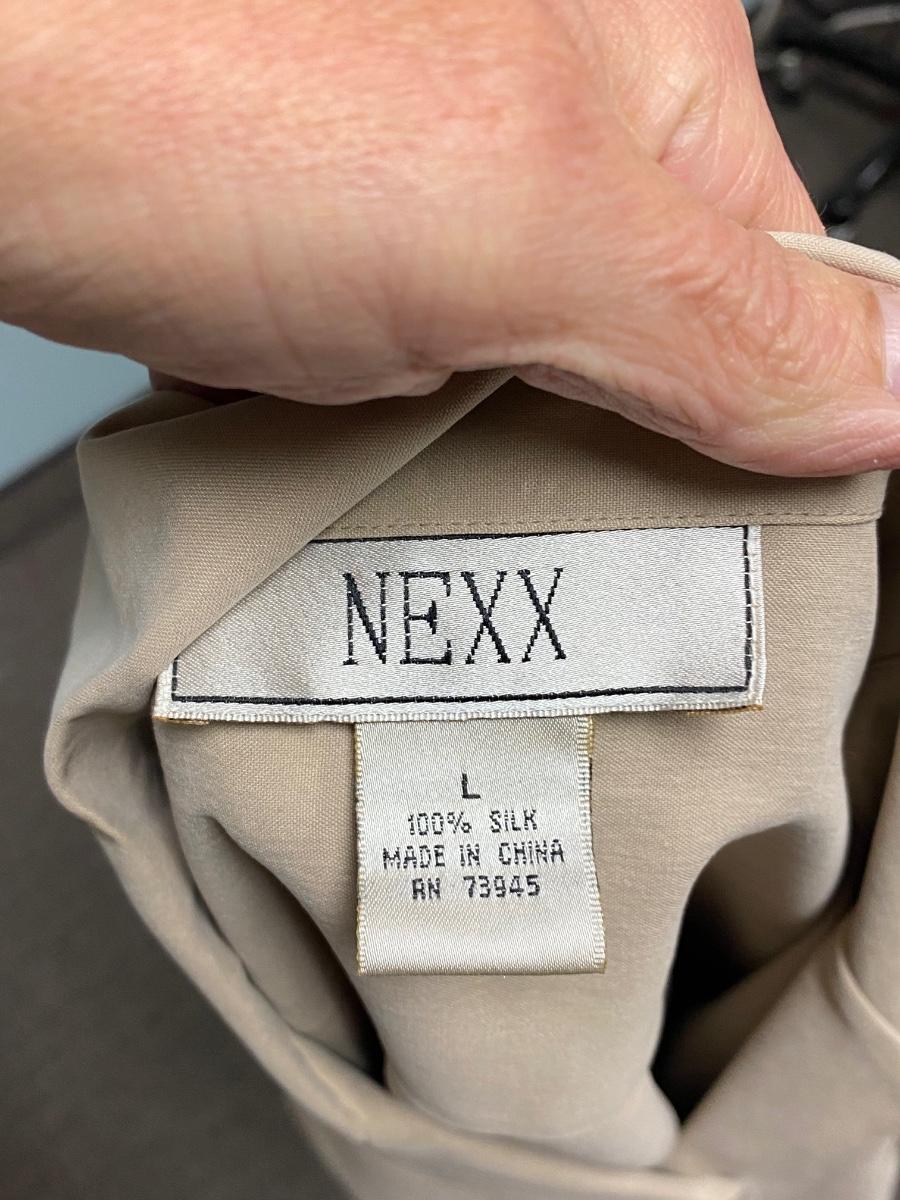 NEXX
L
100% SILK
MADE IN CHINA
RN 73945